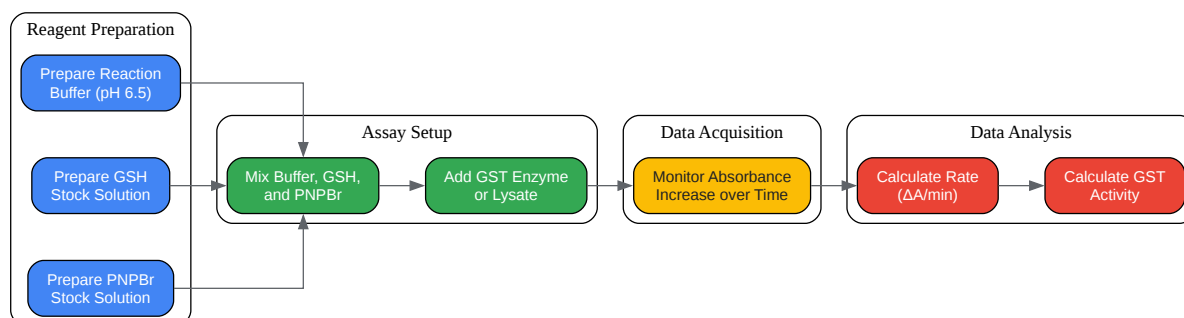 Reagent Preparation
Prepare Reaction
Buffer (pH 6.5)
Prepare GSH
Stock Solution
Prepare PNPBr
Stock Solution
Assay Setup
Mix Buffer, GSH,
and PNPBr
Add GST Enzyme
or Lysate
Data Acquisition
Monitor Absorbance
Increase over Time
Data Analysis
Calculate Rate
(ΔA/min)
Calculate GST
Activity